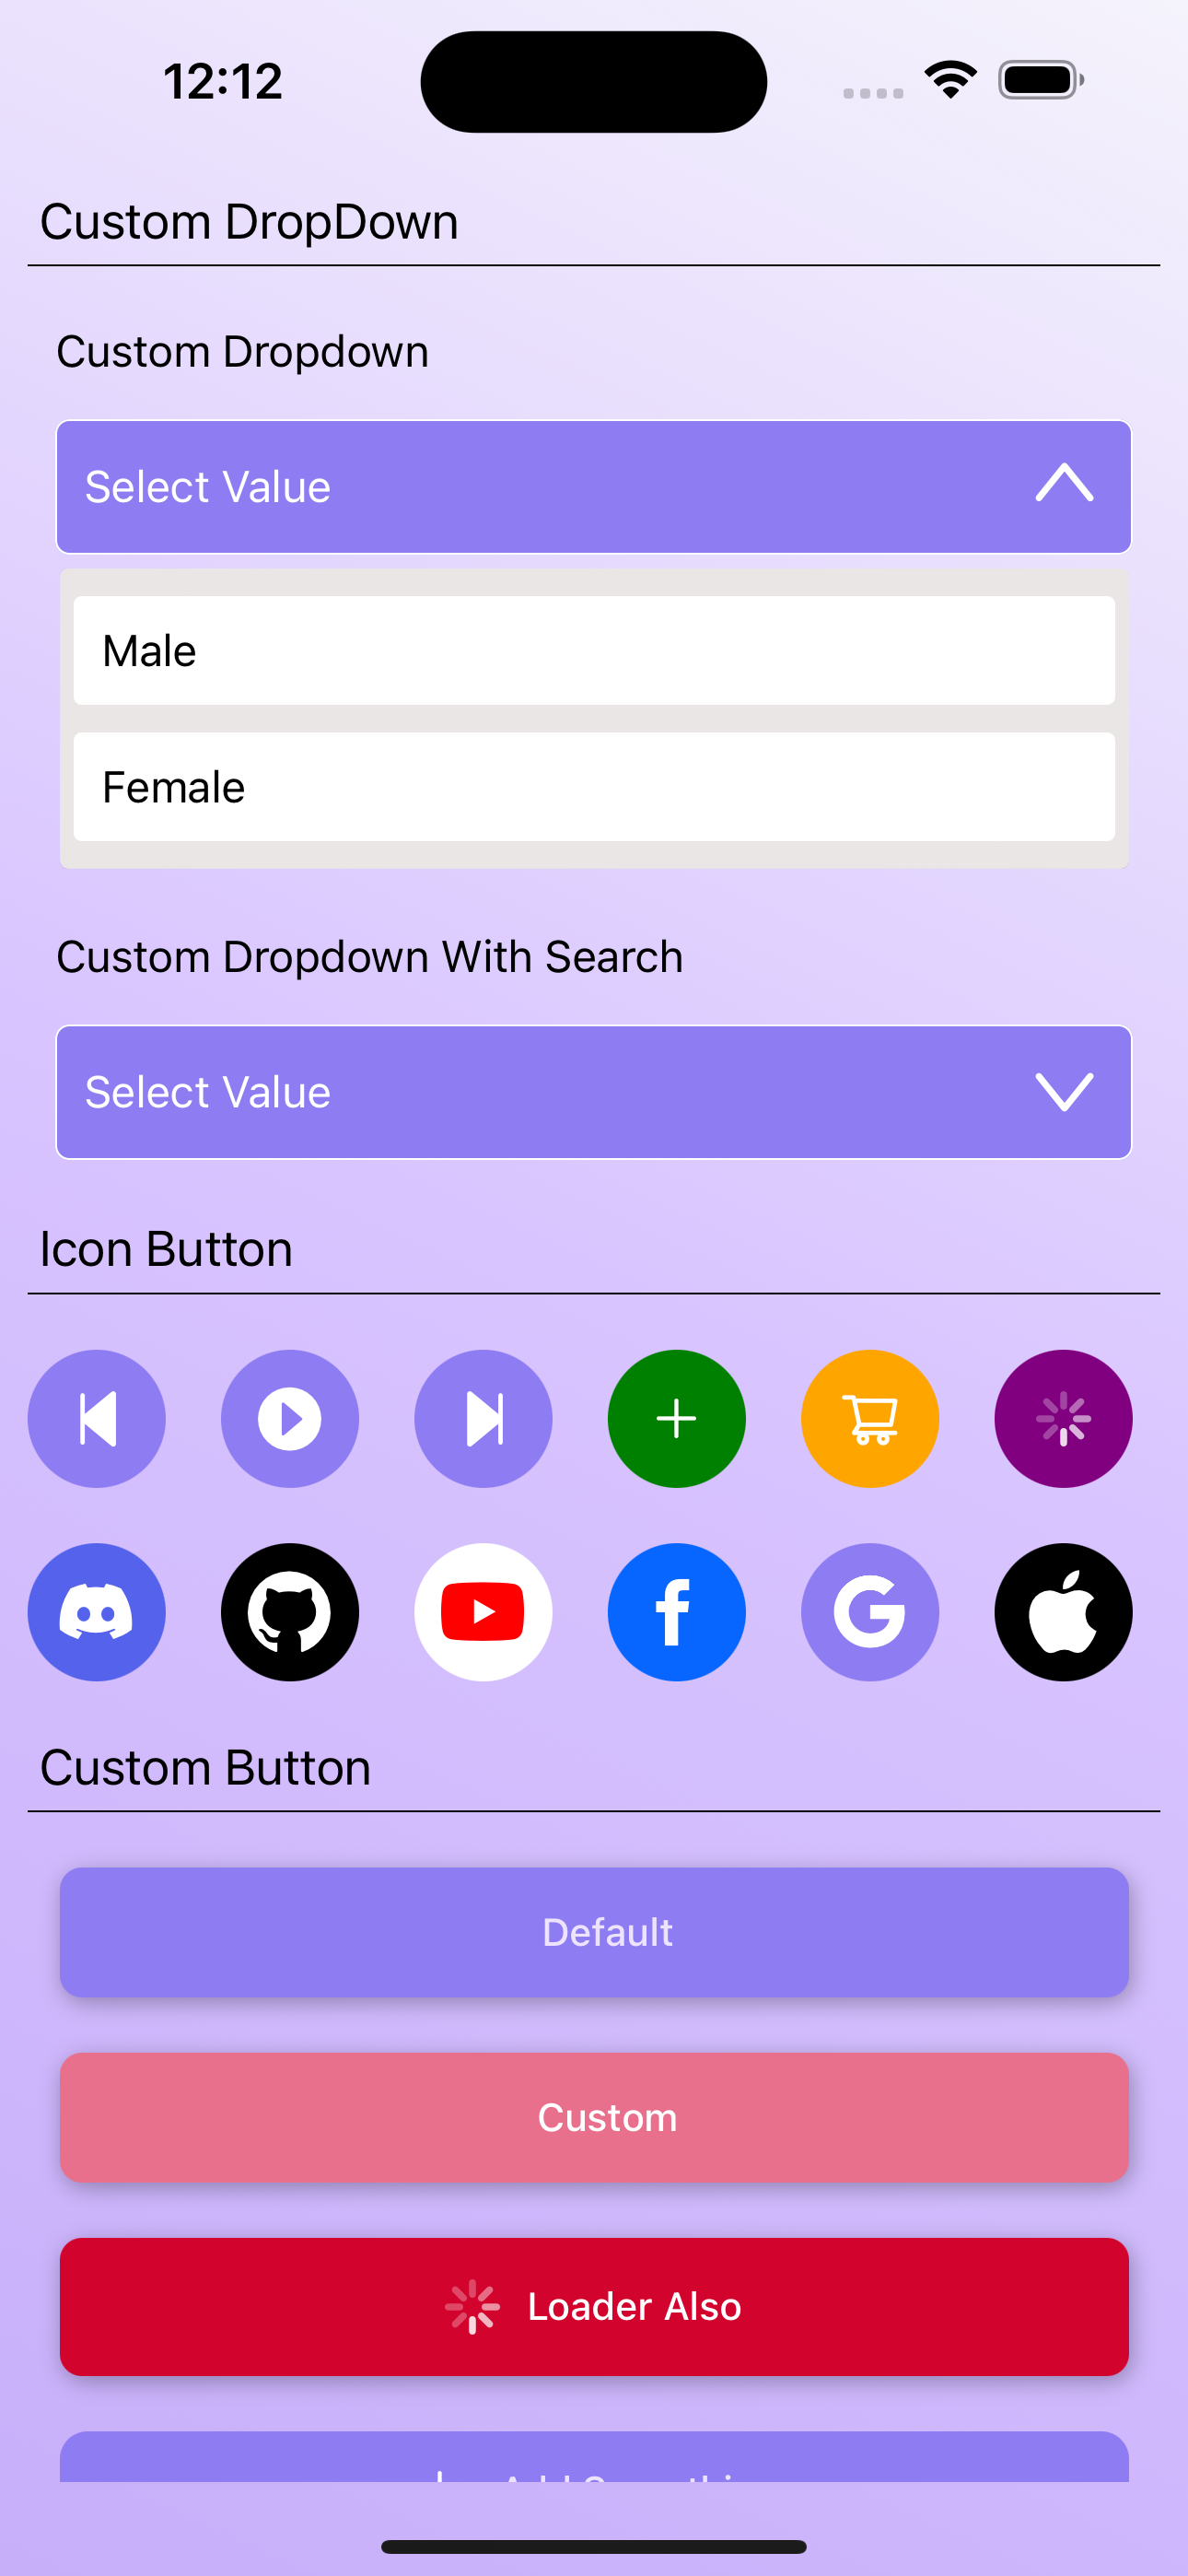 12:12
Custom DropDown
Custom Dropdown
Select Value
Male
Female
Custom Dropdown With Search
Select Value
Icon Button
Custom Button
Default
Custom
Loader Also